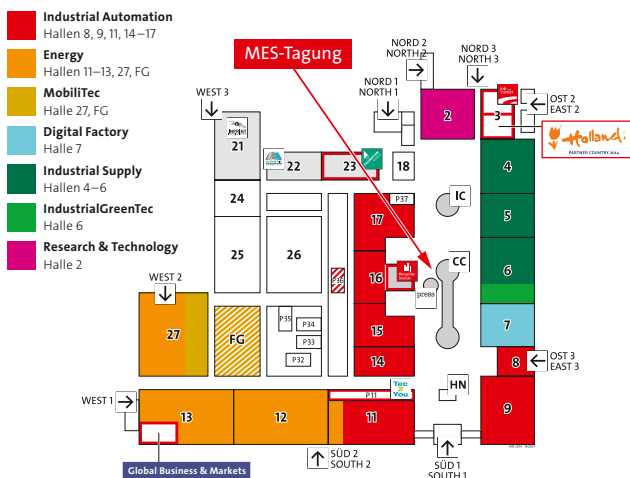 Industrial Automation
Hallen 8, 9, 11, 14–17
Energy
Hallen 11–13, 27, FG
MobiliTec
Halle 27, FG
Digital Factory
Halle 7
Industrial Supply
Hallen 4–6
IndustrialGreenTec
Halle 6
Research & Technology
Halle 2
MES-Tagung
NORD 2
NORTH 2
NORD 3
NORTH 3
NORD 1
NORTH 1
WEST 3
OST 2
EAST 2
2
3
Holland
PARTNER COUNTRY 2014
21
22
23
18
4
24
P37
IC
17
5
25
26
CC
16
6
press
WEST 2
27
FG
P35
P34
P33
P32
15
7
14
8
OST 3
EAST 3
WEST 1
P11
Tec
2
You
HN
13
12
11
9
Global Business & Markets
SÜD 2
SOUTH 2
SÜD 1
SOUTH 1